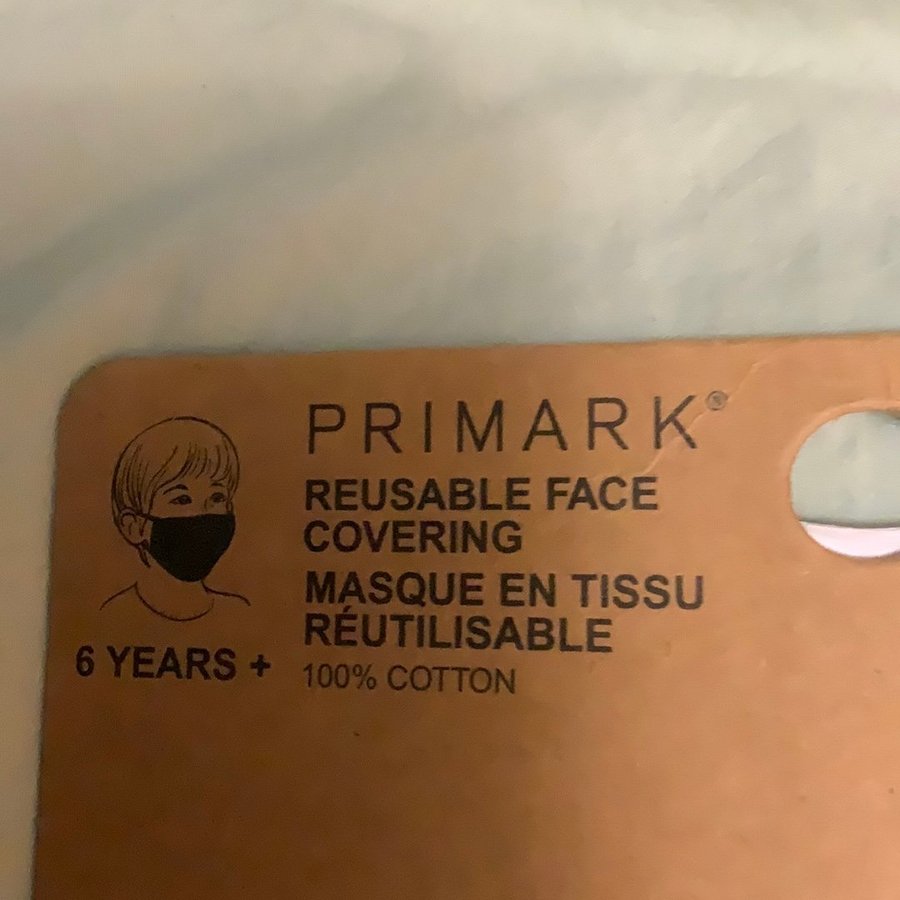 PRIMARK®
REUSABLE FACE
COVERING
MASQUE EN TISSU
RÉUTILISABLE
100% COTTON
6 YEARS +